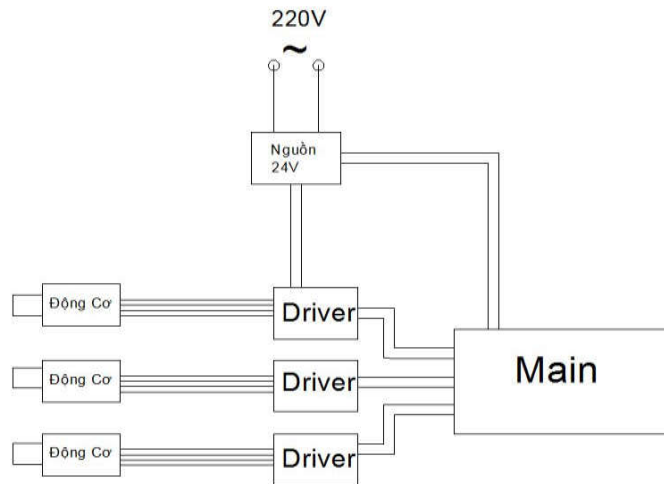 220V
~
Nguồn
24V
Động Cơ
Driver
Main
Động Cơ
Driver
Động Cơ
Driver